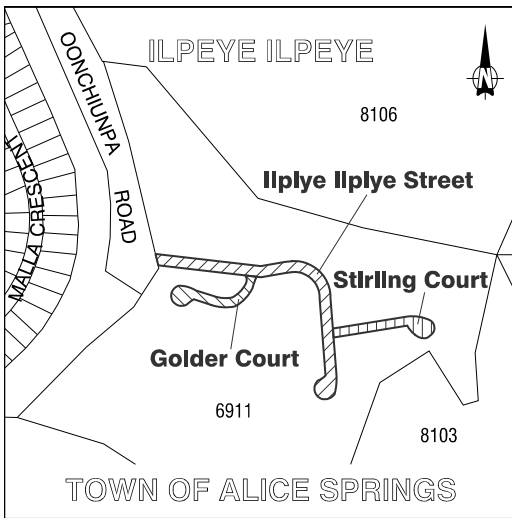 ILPEYE ILPEYE
OONCHIUNPA
ROAD
N
8106
MALLA CRESCENT
Ilplye Ilplye Street
Stirling Court
Golder Court
6911
8103
TOWN OF ALICE SPRINGS